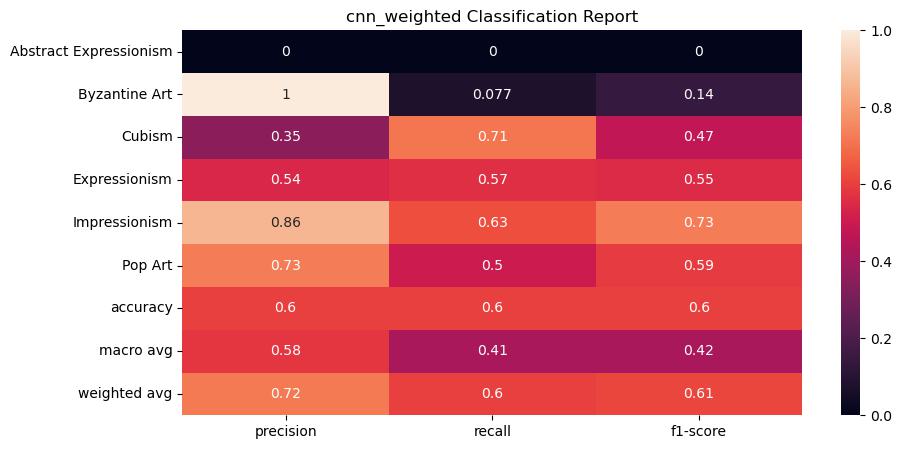 cnn_weighted Classification Report
Abstract Expressionism 0 0 0
Byzantine Art 1 0.077 0.14
Cubism 0.35 0.71 0.47
Expressionism 0.54 0.57 0.55
Impressionism 0.86 0.63 0.73
Pop Art 0.73 0.5 0.59
accuracy 0.6 0.6 0.6
macro avg 0.58 0.41 0.42
weighted avg 0.72 0.6 0.61
precision recall f1-score
1.0
0.8
0.6
0.4
0.2
0.0